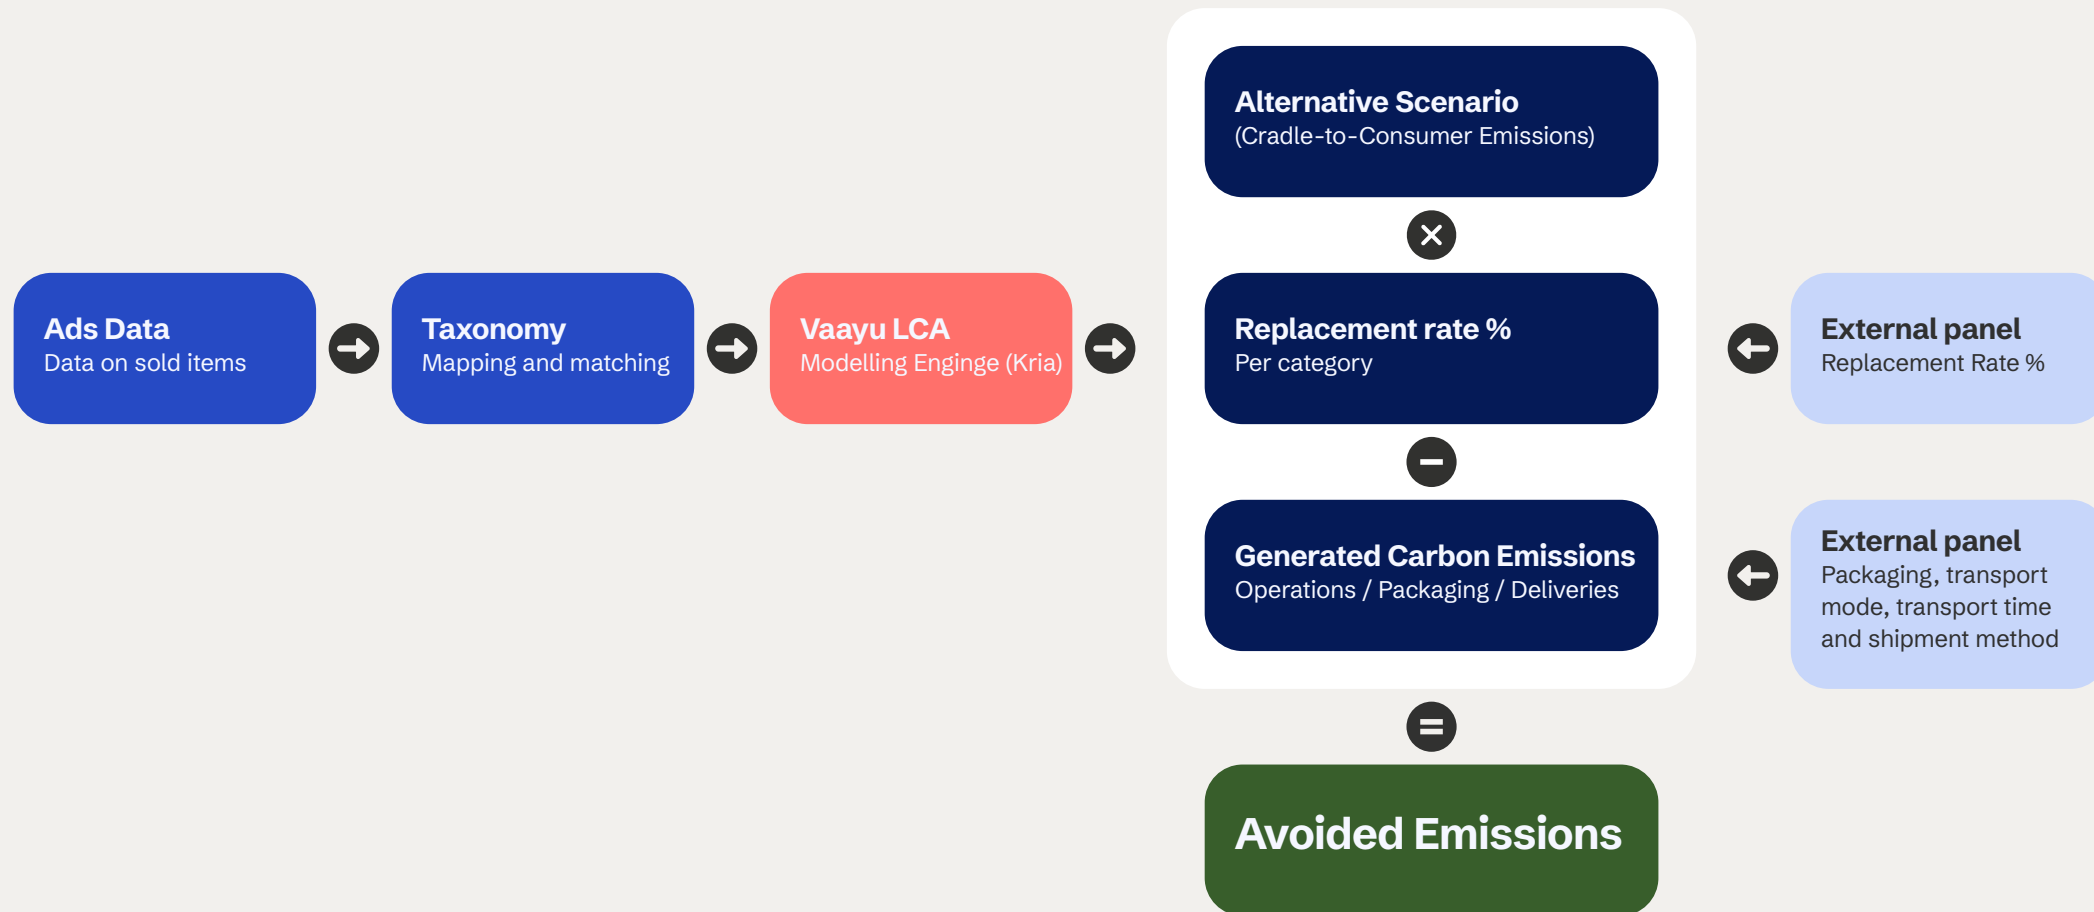 Alternative Scenario
(Cradle-to-Consumer Emissions)
Ads Data
Data on sold items
Taxonomy
Mapping and matching
Vaayu LCA
Modelling Enginge (Kria)
Replacement rate %
Per category
External panel
Replacement Rate %
Generated Carbon Emissions
Operations / Packaging / Deliveries
External panel
Packaging, transport
mode, transport time
and shipment method
Avoided Emissions